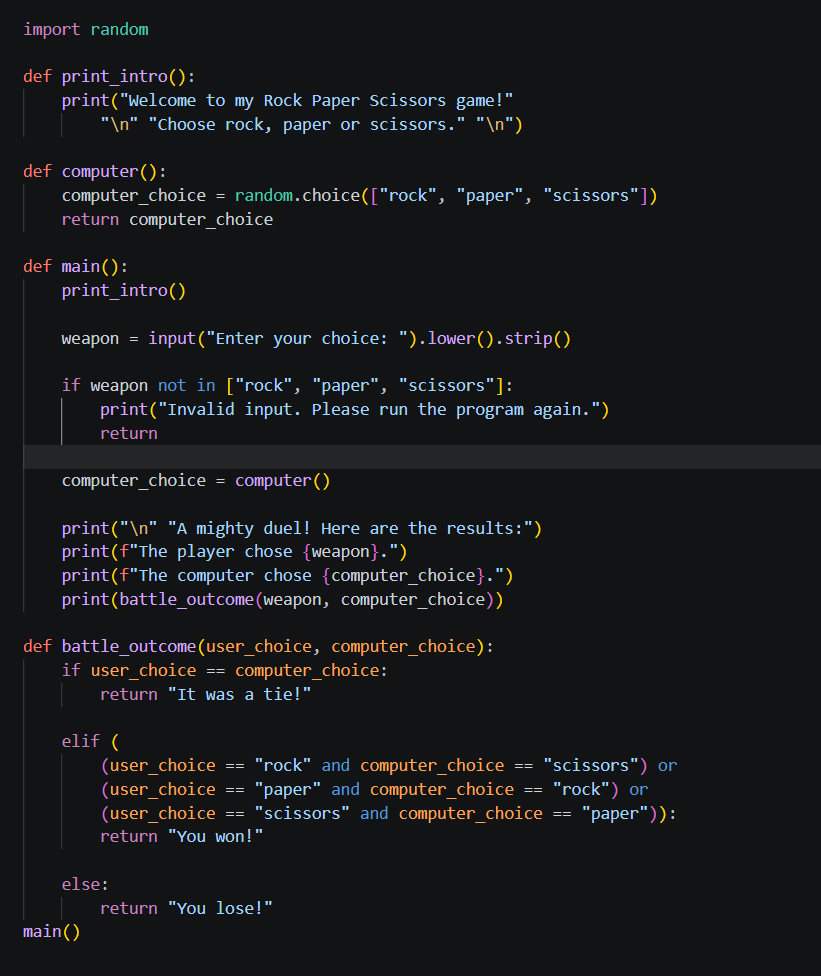 import random
def print_intro():
    print("Welcome to my Rock Paper Scissors game!"
        "\n" "Choose rock, paper or scissors." "\n")
def computer():
    computer_choice = random.choice(["rock", "paper", "scissors"])
    return computer_choice
def main():
    print_intro()
    weapon = input("Enter your choice: ").lower().strip()
    if weapon not in ["rock", "paper", "scissors"]:
        print("Invalid input. Please run the program again.")
        return
    computer_choice = computer()
    print("\n" "A mighty duel! Here are the results:")
    print(f"The player chose {weapon}.")
    print(f"The computer chose {computer_choice}.")
    print(battle_outcome(weapon, computer_choice))
def battle_outcome(user_choice, computer_choice):
    if user_choice == computer_choice:
        return "It was a tie!"
    elif (
        (user_choice == "rock" and computer_choice == "scissors") or
        (user_choice == "paper" and computer_choice == "rock") or
        (user_choice == "scissors" and computer_choice == "paper")):
        return "You won!"
    else:
        return "You lose!"
main()